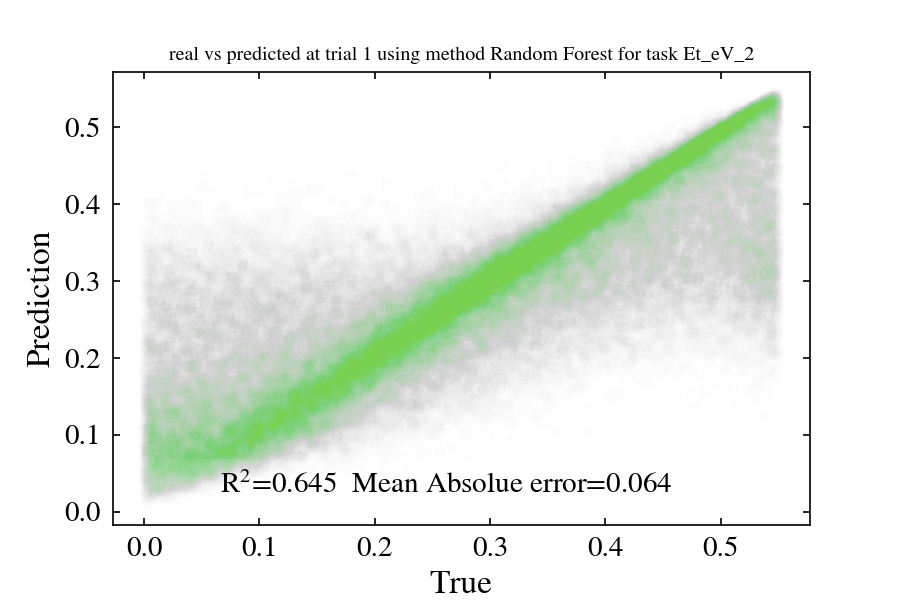 real vs predicted at trial 1 using method Random Forest for task Et_eV_2
Prediction
0.5
0.4
0.3
0.2
0.1
0.0
R²=0.645 Mean Absolue error=0.064
0.0 0.1 0.2 0.3 0.4 0.5
True